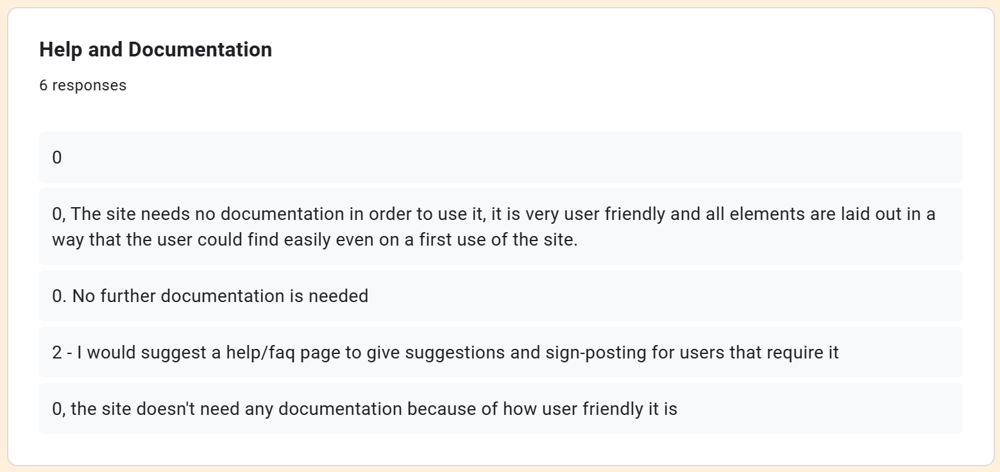 Help and Documentation
6 responses
0
0, The site needs no documentation in order to use it, it is very user friendly and all elements are laid out in a
way that the user could find easily even on a first use of the site.
0. No further documentation is needed
2 - I would suggest a help/faq page to give suggestions and sign-posting for users that require it
0, the site doesn't need any documentation because of how user friendly it is